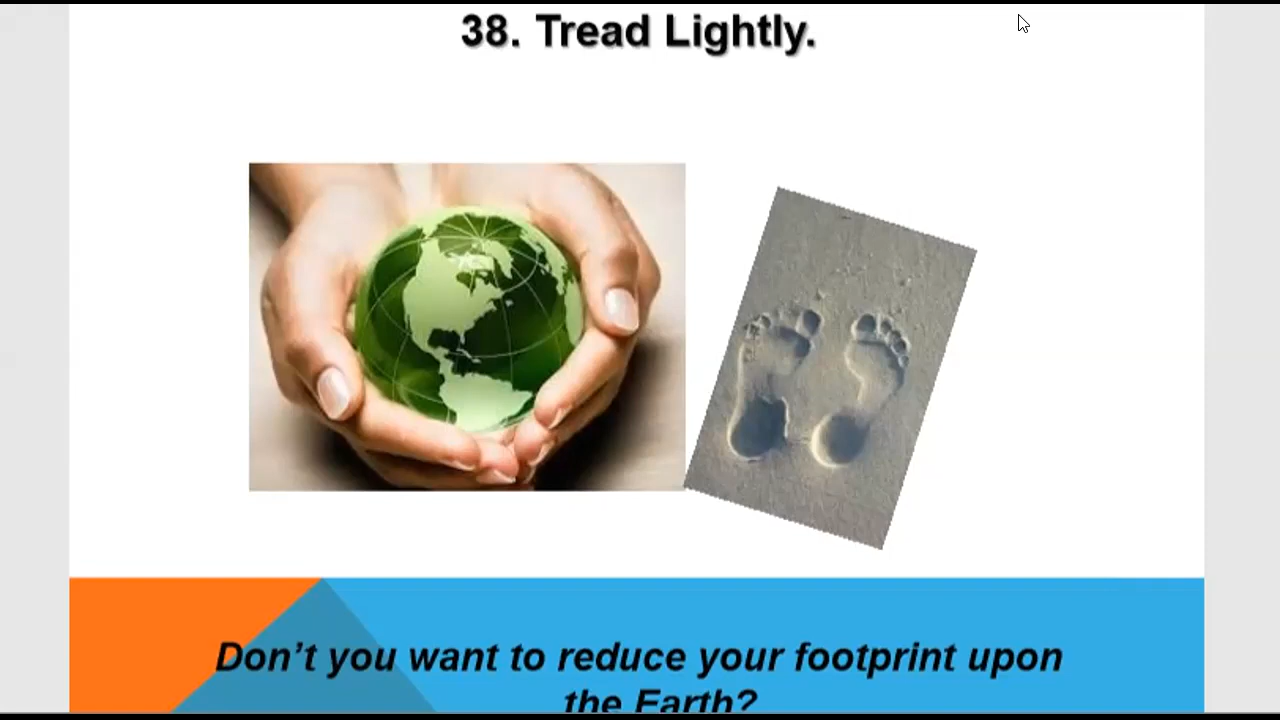 38. Tread Lightly.
Don’t you want to reduce your footprint upon
the Earth?